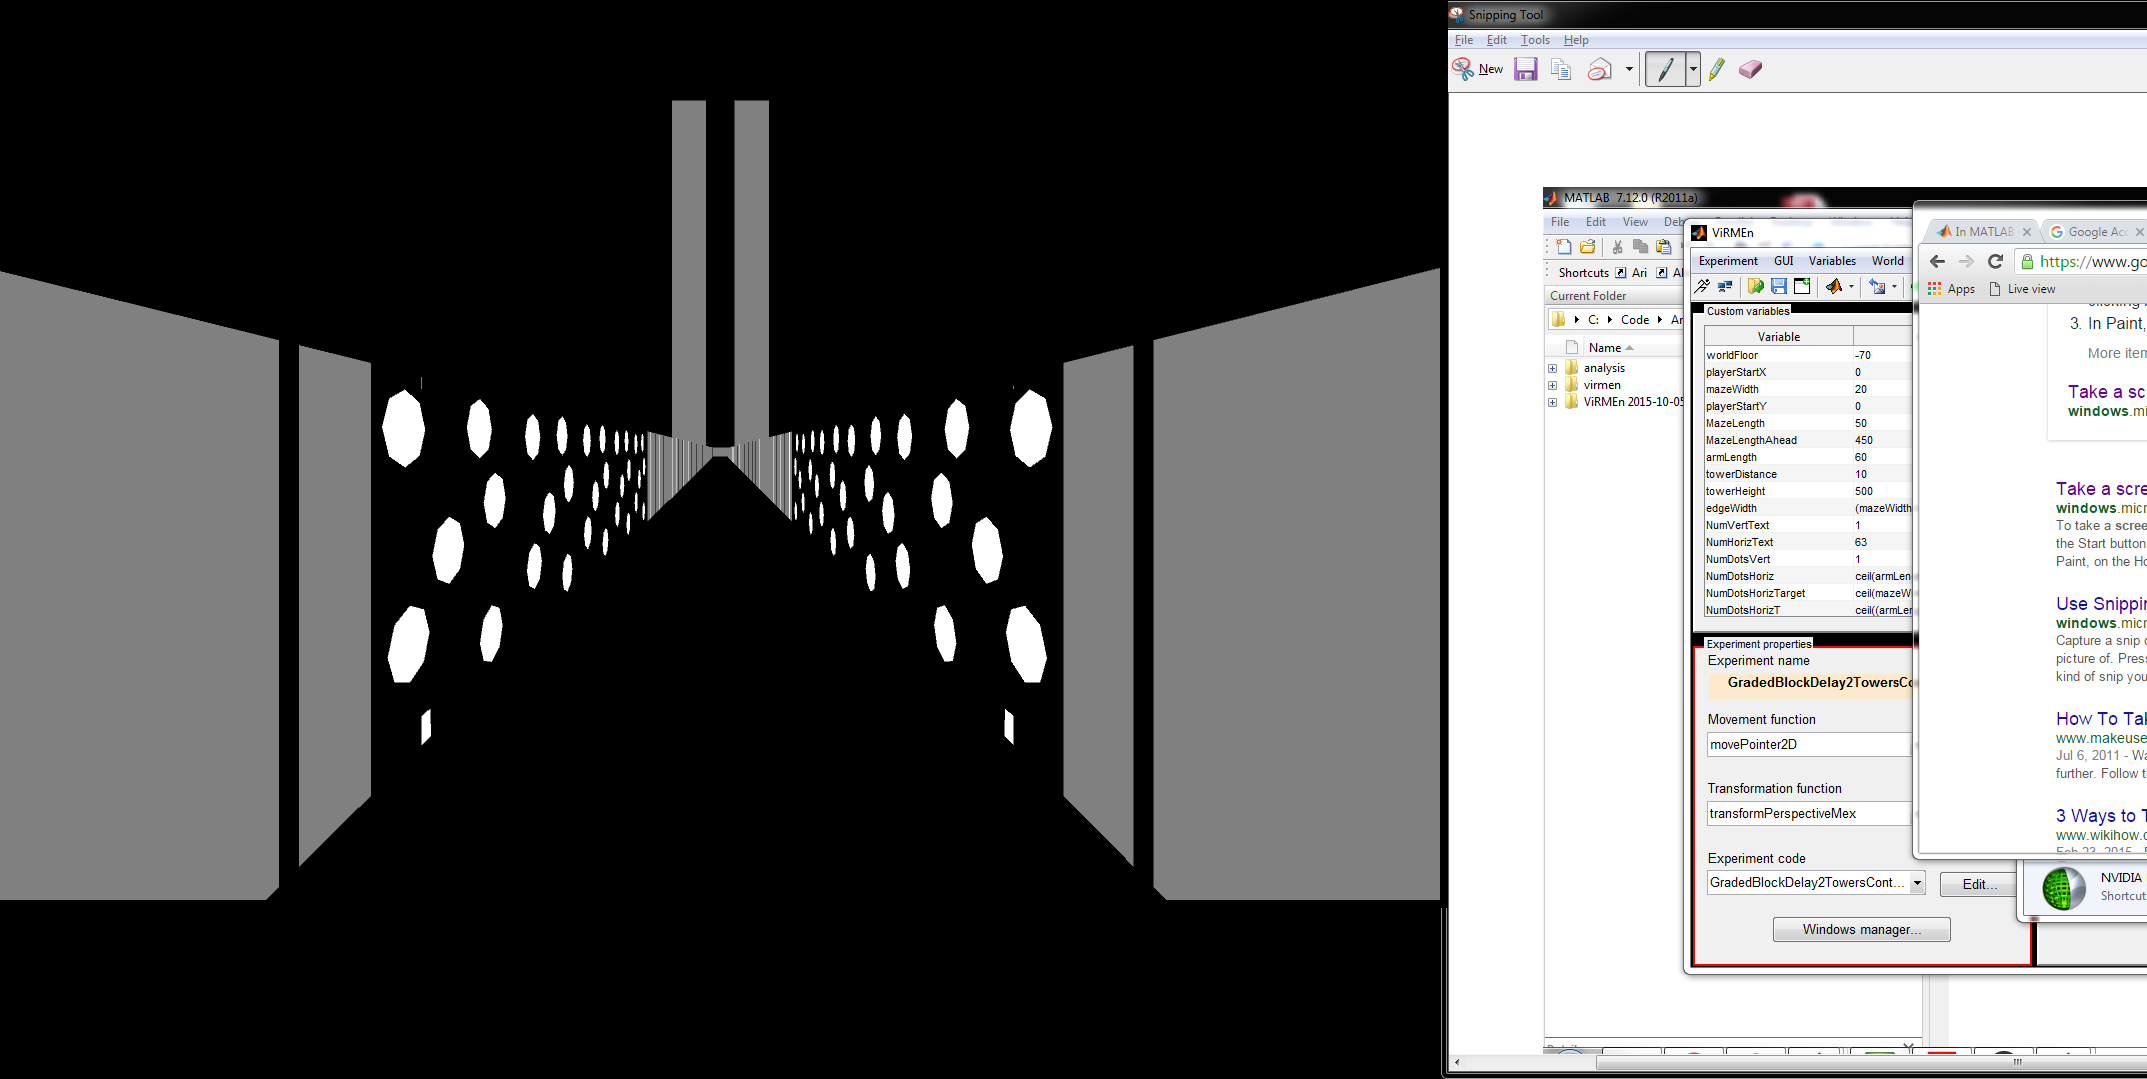 Snipping Tool
File Edit Tools Help
New
MATLAB 7.12.0 (R2011a)
File Edit View
Shortcuts Ari
Current Folder
C: Code
Name
analysis
virmen
ViRMEn 2015-10-05
ViRMEn
Experiment GUI Variables World
Custom variables
Variable
worldFloor -70
playerStartX 0
mazeWidth 20
playerStartY 0
MazeLength 50
MazeLengthAhead 450
armLength 60
towerDistance 10
towerHeight 500
edgeWidth (mazeWidth
NumVertText 1
NumHorizText 63
NumDotsVert 1
NumDotsHoriz ceil(armLen
NumDotsHorizTarget ceil(mazeW
NumDotsHorizT ceil((armLen
Experiment properties
Experiment name
GradedBlockDelay2TowersCo
Movement function
movePointer2D
Transformation function
transformPerspectiveMex
Experiment code
GradedBlockDelay2TowersCont...
Edit...
Windows manager...
In MATLAB
Google Acc
https://www.go
Apps Live view
3. In Paint,
More item
Take a sc
windows.mi
Take a scre
windows.micr
To take a scree
the Start button
Paint, on the Ho
Use Snippin
windows.micr
Capture a snip o
picture of. Press
kind of snip you
How To Tak
www.makeuse
Jul 6, 2011 - Wa
further. Follow t
3 Ways to T
www.wikihow.c
NVIDIA
Shortcut